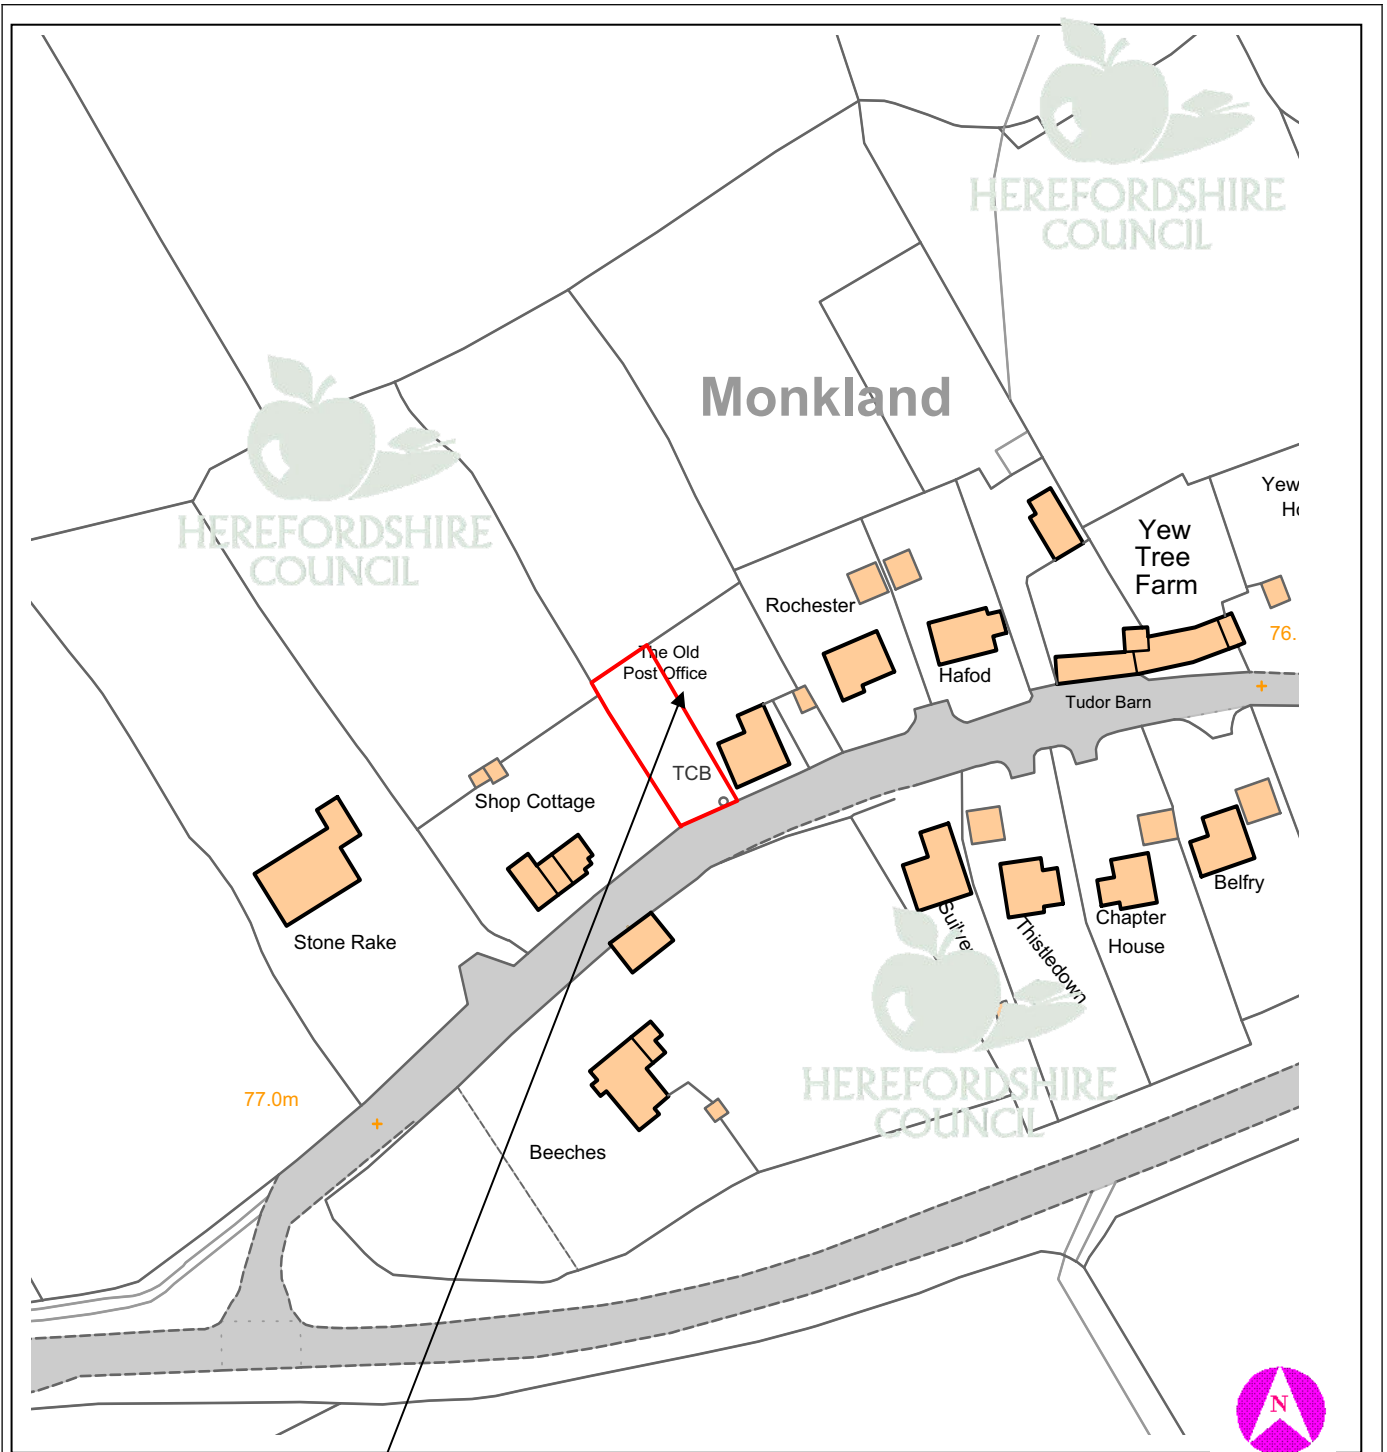 HEREFORDSHIRE
COUNCIL
Monkland
HEREFORDSHIRE
COUNCIL
Yew
Yew
Tree
Farm
Rochester
76.
The Old
Post Office
Hafod
Tudor Barn
TCB
Shop Cottage
Belfry
Stone Rake
Chapter
House
Thistledown
HEREFORDSHIRE
COUNCIL
77.0m
Beeches
N